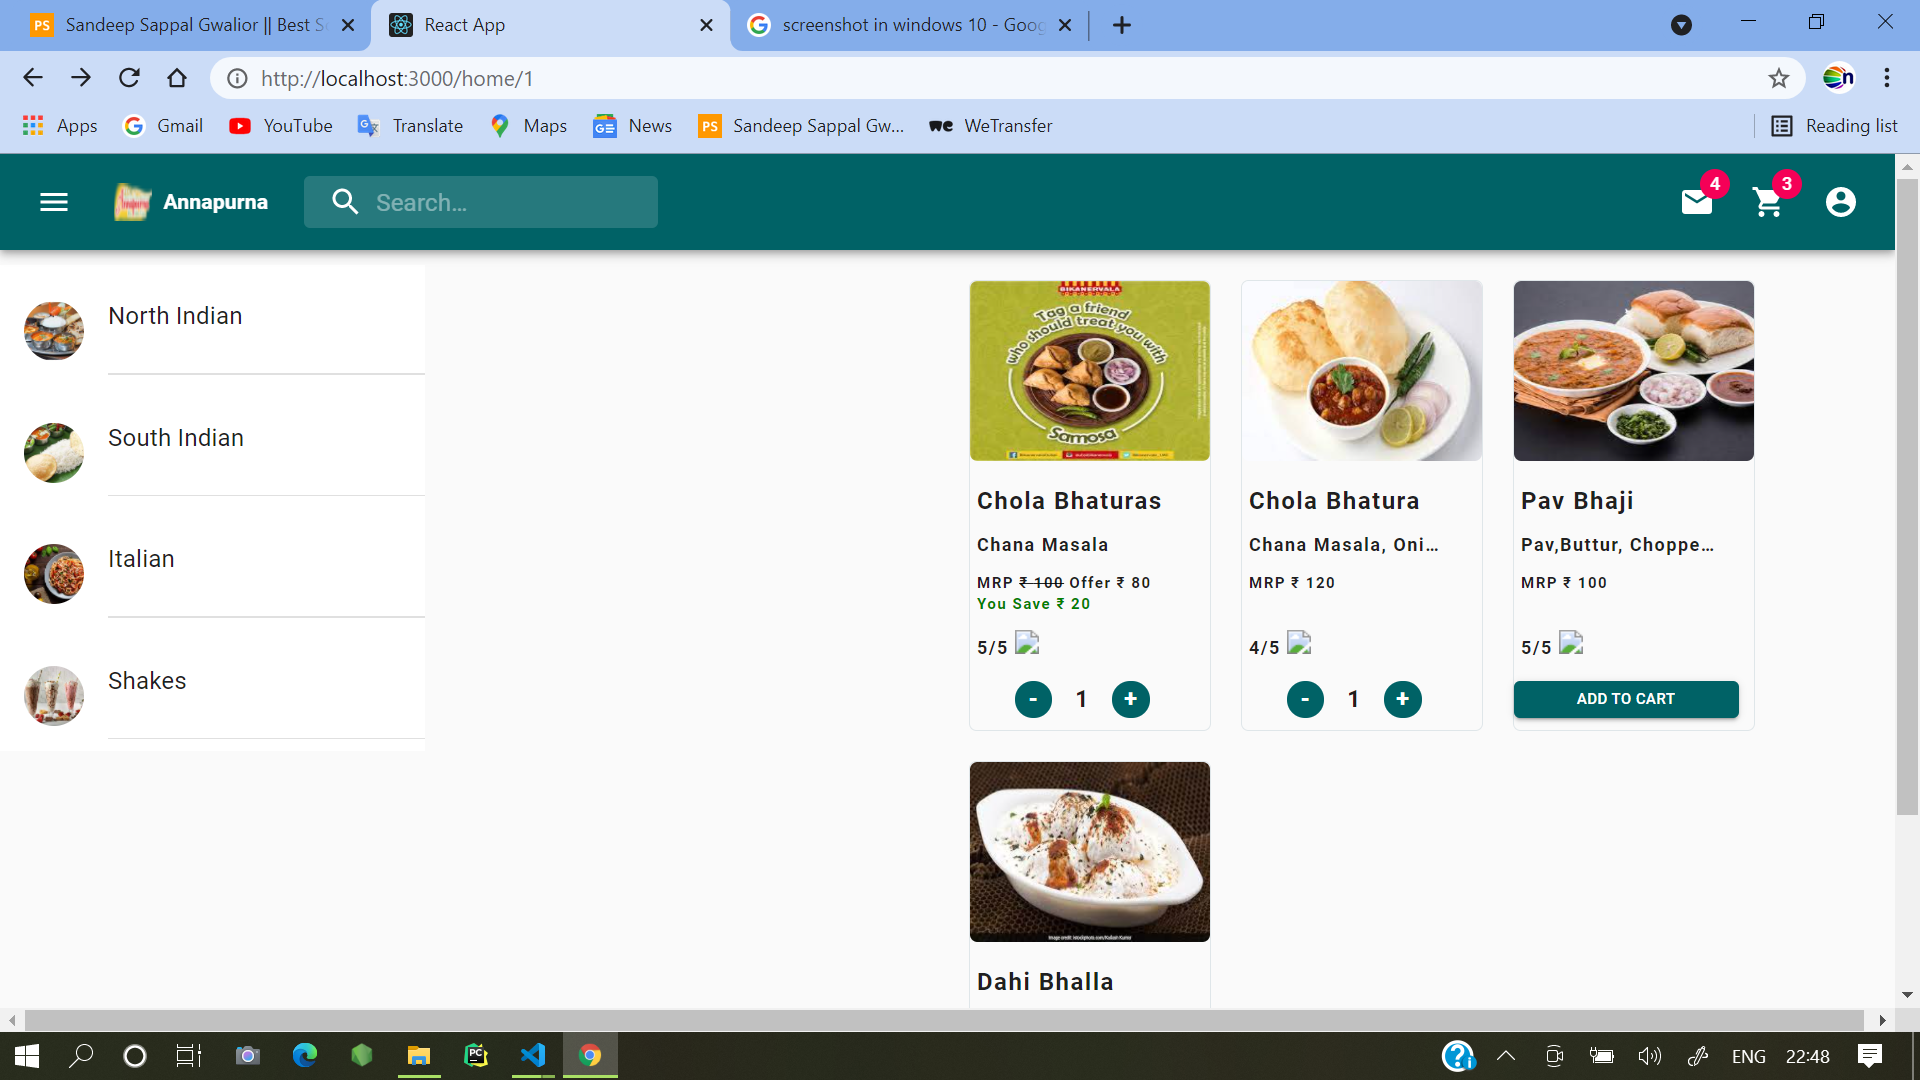 Sandeep Sappal Gwalior || Best S
React App
screenshot in windows 10 - Goog
http://localhost:3000/home/1
Apps
Gmail
YouTube
Translate
Maps
News
Sandeep Sappal Gw...
WeTransfer
Reading list
Annapurna
Search...
4
3
North Indian
South Indian
Italian
Shakes
BIKANERVALA
Tag a friend
who should treat you with
Samosa
Chola Bhaturas
Chana Masala
MRP ₹ 100 Offer ₹ 80
You Save ₹ 20
5/5
- 1 +
Chola Bhatura
Chana Masala, Oni...
MRP ₹ 120
4/5
- 1 +
Pav Bhaji
Pav,Buttur, Choppe...
MRP ₹ 100
5/5
ADD TO CART
Dahi Bhalla
ENG
22:48